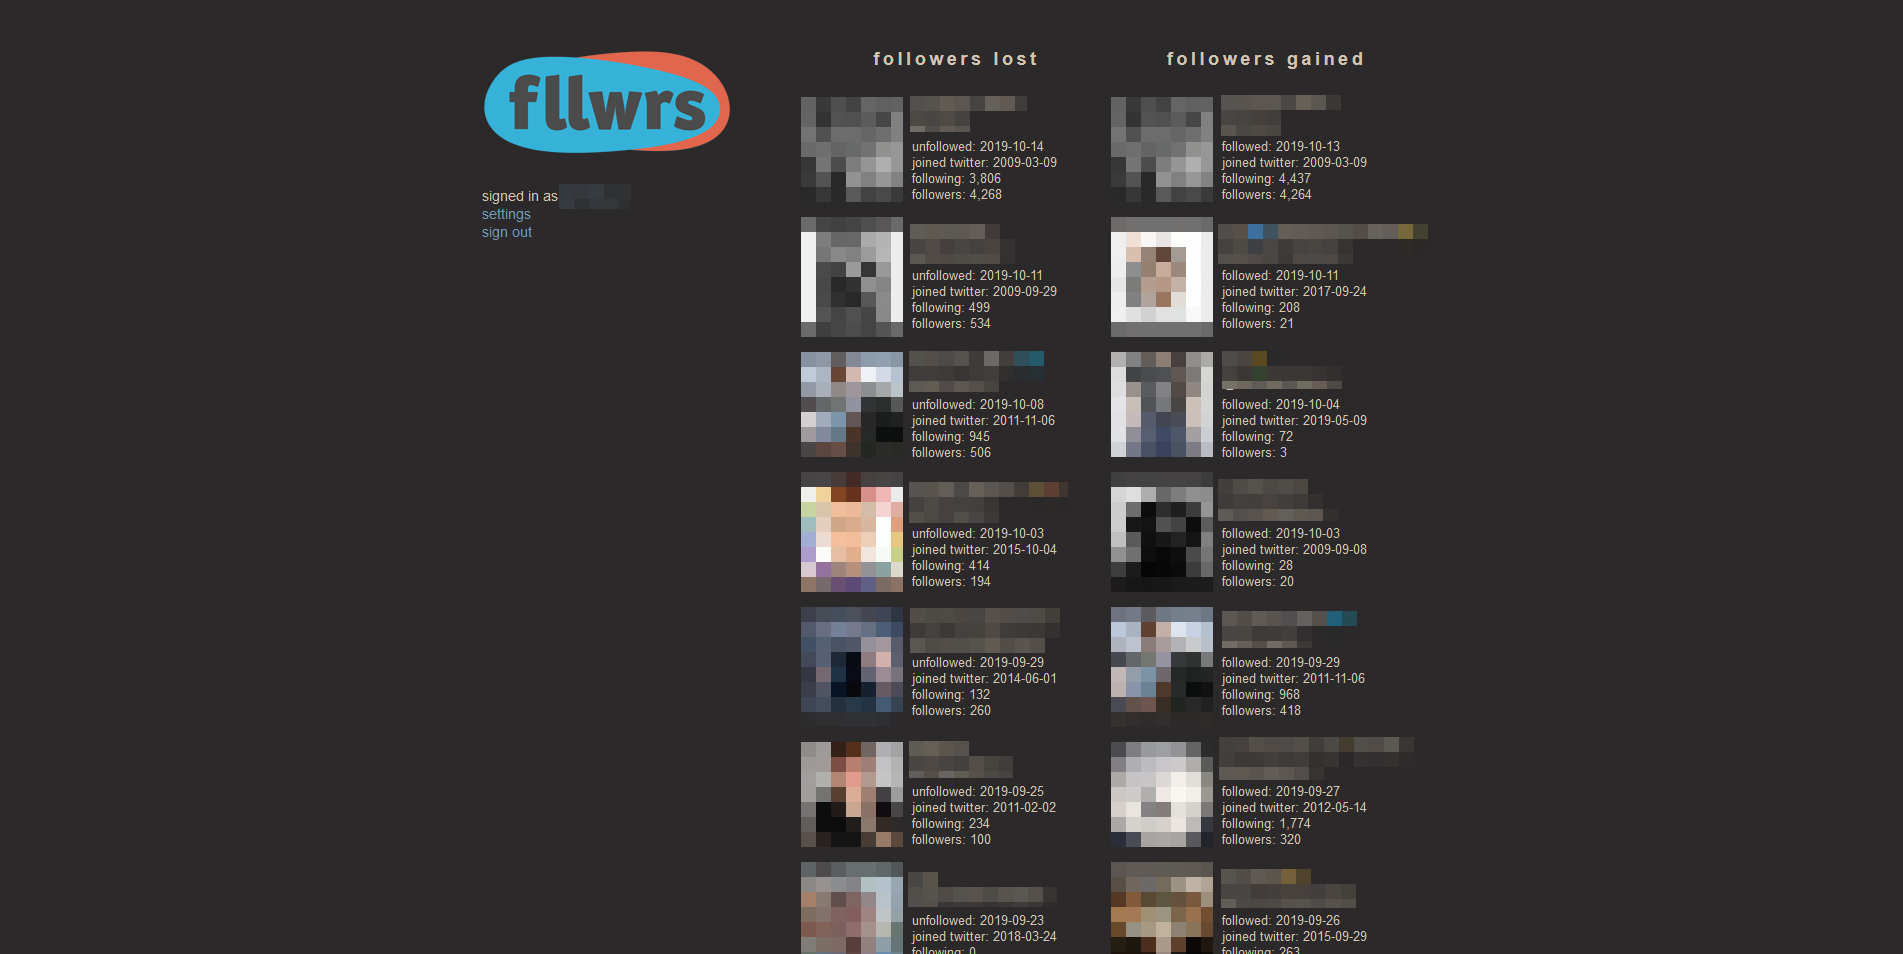 fllwrs
signed in as
settings
sign out
followers lost
unfollowed: 2019-10-14
joined twitter: 2009-03-09
following: 3,806
followers: 4,268
unfollowed: 2019-10-11
joined twitter: 2009-09-29
following: 499
followers: 534
unfollowed: 2019-10-08
joined twitter: 2011-11-06
following: 945
followers: 506
unfollowed: 2019-10-03
joined twitter: 2015-10-04
following: 414
followers: 194
unfollowed: 2019-09-29
joined twitter: 2014-06-01
following: 132
followers: 260
unfollowed: 2019-09-25
joined twitter: 2011-02-02
following: 234
followers: 100
unfollowed: 2019-09-23
joined twitter: 2018-03-24
following: 0
followers gained
followed: 2019-10-13
joined twitter: 2009-03-09
following: 4,437
followers: 4,264
followed: 2019-10-11
joined twitter: 2017-09-24
following: 208
followers: 21
followed: 2019-10-04
joined twitter: 2019-05-09
following: 72
followers: 3
followed: 2019-10-03
joined twitter: 2009-09-08
following: 28
followers: 20
followed: 2019-09-29
joined twitter: 2011-11-06
following: 968
followers: 418
followed: 2019-09-27
joined twitter: 2012-05-14
following: 1,774
followers: 320
followed: 2019-09-26
joined twitter: 2015-09-29
following: 263